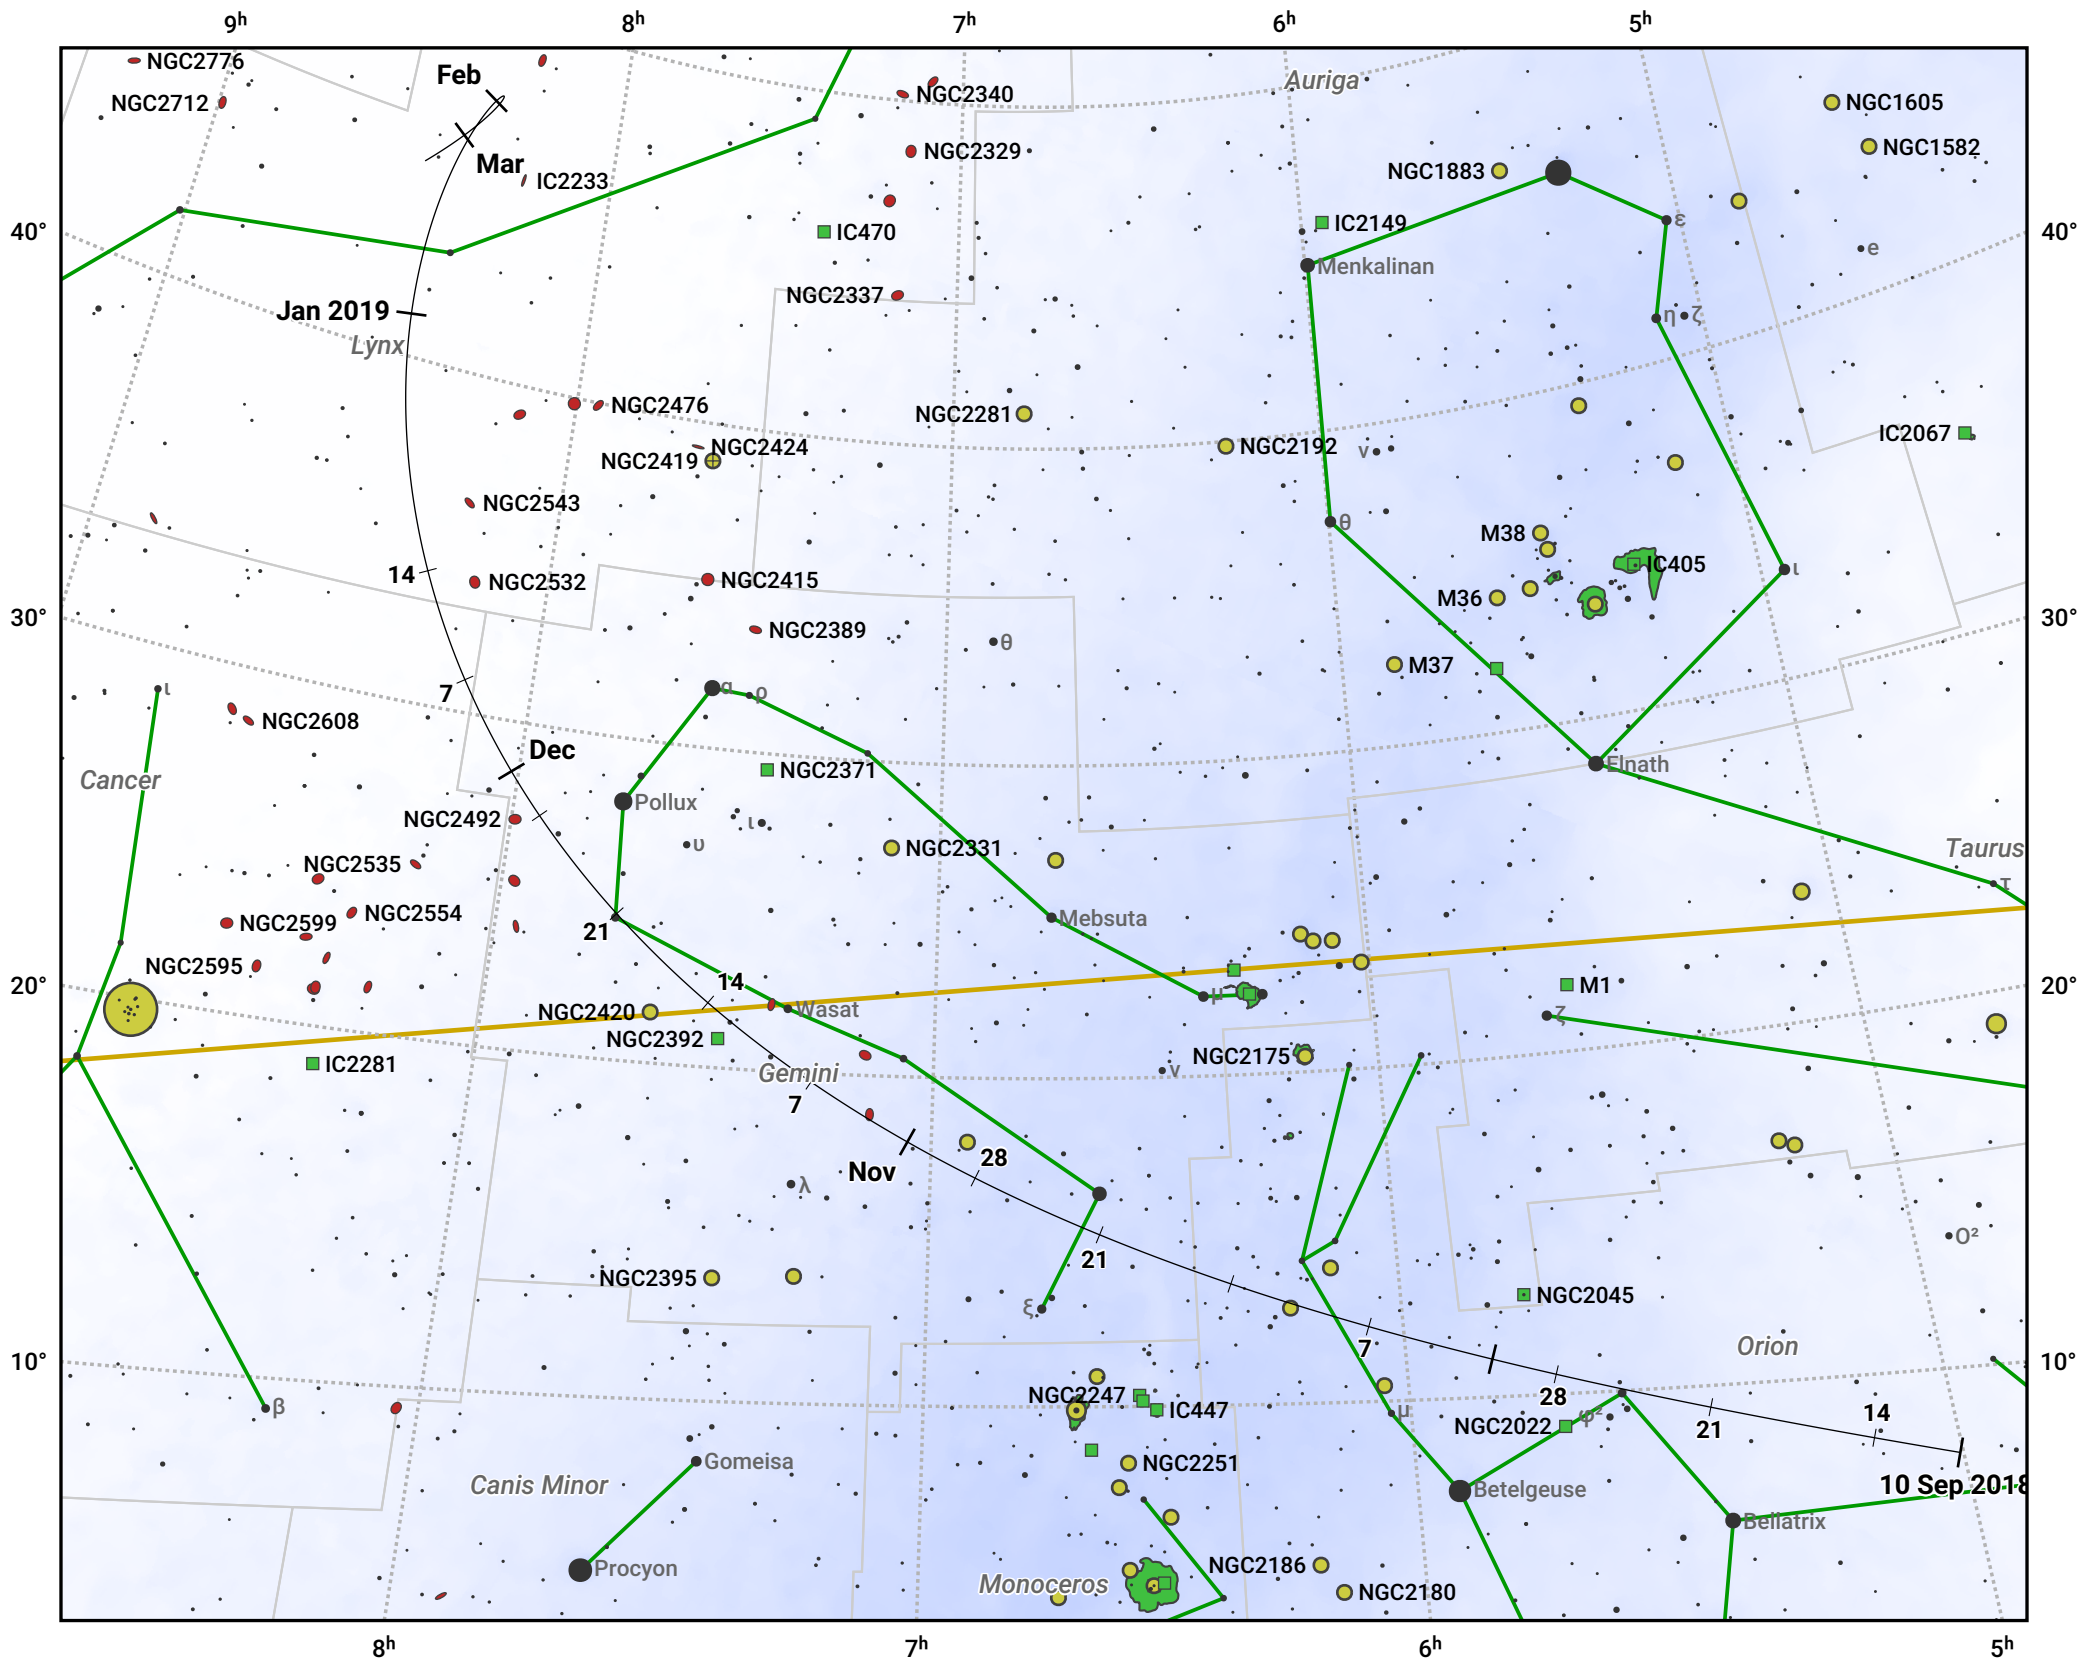 9ʰ 8ʰ 7ʰ 6ʰ 5ʰ
NGC2776
Feb
Auriga
NGC2340
NGC2712
NGC1605
NGC1582
NGC2329
Mar
NGC1883
IC2233
IC2149
ε
40°
IC470
40°
e
Menkalinan
NGC2337
Jan 2019
η
ζ
Lynx
NGC2476
NGC2281
NGC2424
NGC2192
ν
IC2067
NGC2419
NGC2543
θ
M38
IC405
14
NGC2532
NGC2415
ι
M36
30°
NGC2389
θ
30°
M37
7
ι
α
ρ
NGC2608
Dec
Elnath
Cancer
NGC2371
Pollux
NGC2492
ι
υ
NGC2331
Taurus
NGC2535
τ
NGC2599
NGC2554
21
Mebsuta
NGC2595
14
20°
μ
M1
20°
NGC2420
Wasat
ζ
NGC2392
NGC2175
IC2281
Gemini
ν
7
Nov
28
λ
O²
21
NGC2395
NGC2045
ξ
7
Orion
10°
10°
NGC2247
28
β
IC447
μ
φ²
14
NGC2022
21
Gomeisa
NGC2251
Canis Minor
Betelgeuse
10 Sep 2018
Bellatrix
Procyon
NGC2186
Monoceros
NGC2180
8ʰ 7ʰ 6ʰ 5ʰ